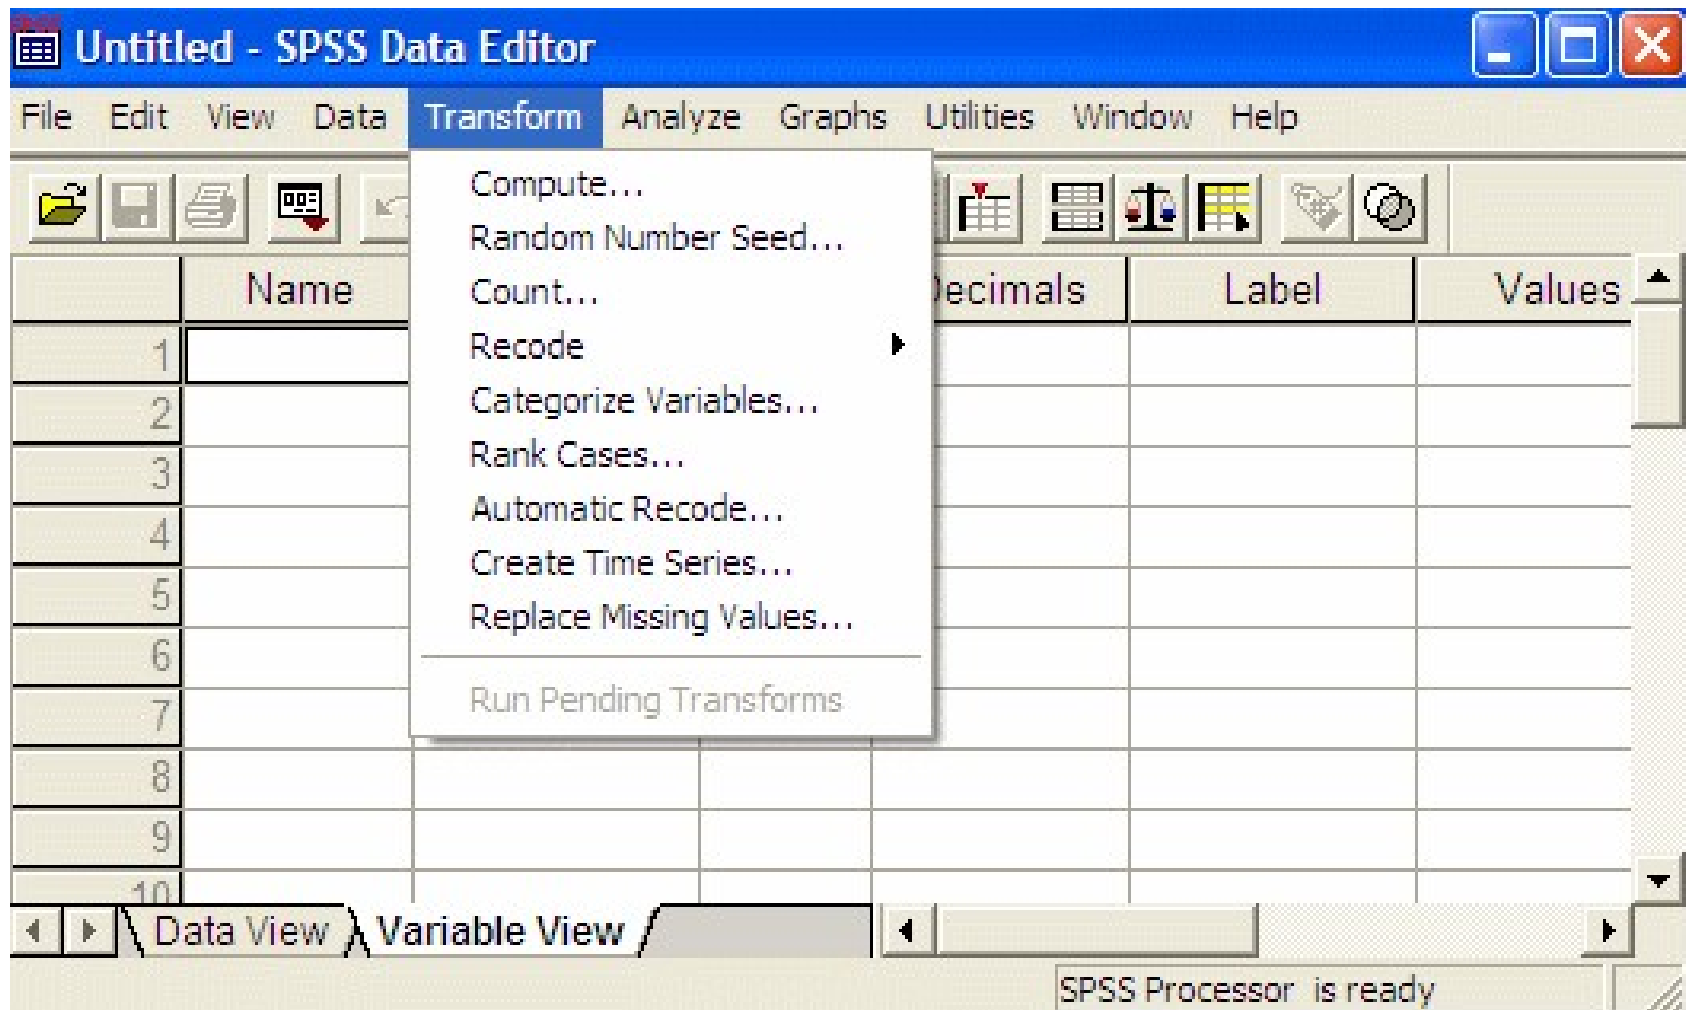 Untitled - SPSS Data Editor
File Edit View Data Transform Analyze Graphs Utilities Window Help
Compute...
Random Number Seed...
Count...
Recode
Categorize Variables...
Rank Cases...
Automatic Recode...
Create Time Series...
Replace Missing Values...
Run Pending Transforms
Name Decimals Label Values
1
2
3
4
5
6
7
8
9
10
Data View Variable View
SPSS Processor is ready